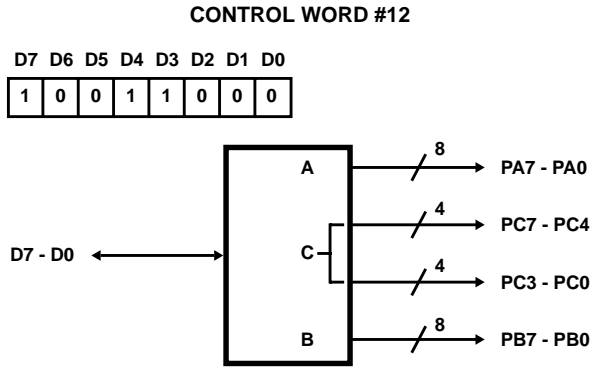 CONTROL WORD #12
D7 D6 D5 D4 D3 D2 D1 D0
1 0 0 1 1 0 0 0
A
8
PA7 - PA0
4
PC7 - PC4
D7 - D0
C
4
PC3 - PC0
B
8
PB7 - PB0